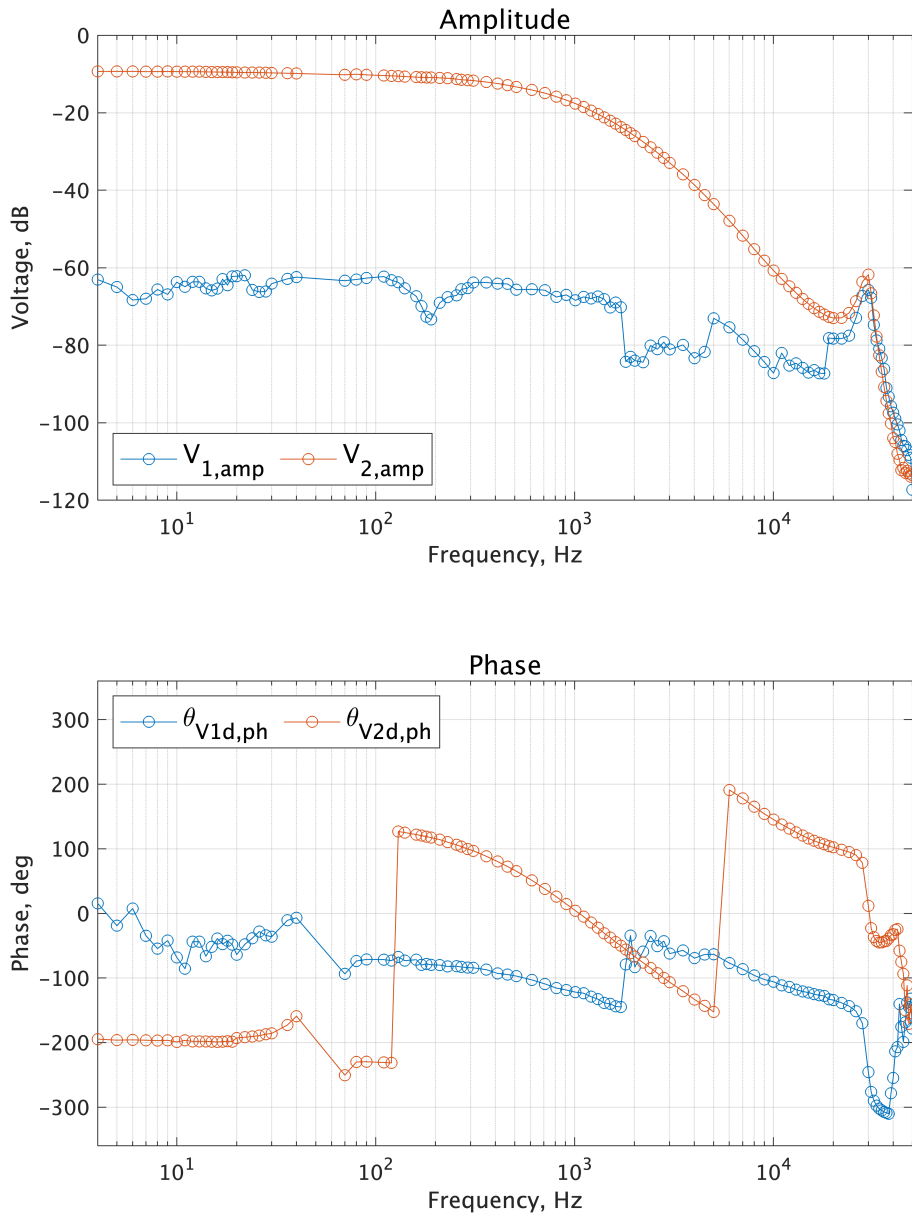 Amplitude
0
−20
−40
−60
−80
−100
−120
Voltage, dB
V1,amp V2,amp
10^1 10^2 10^3 10^4
Frequency, Hz
Phase
300
200
100
0
−100
−200
−300
Phase, deg
θV1d,ph θV2d,ph
10^1 10^2 10^3 10^4
Frequency, Hz